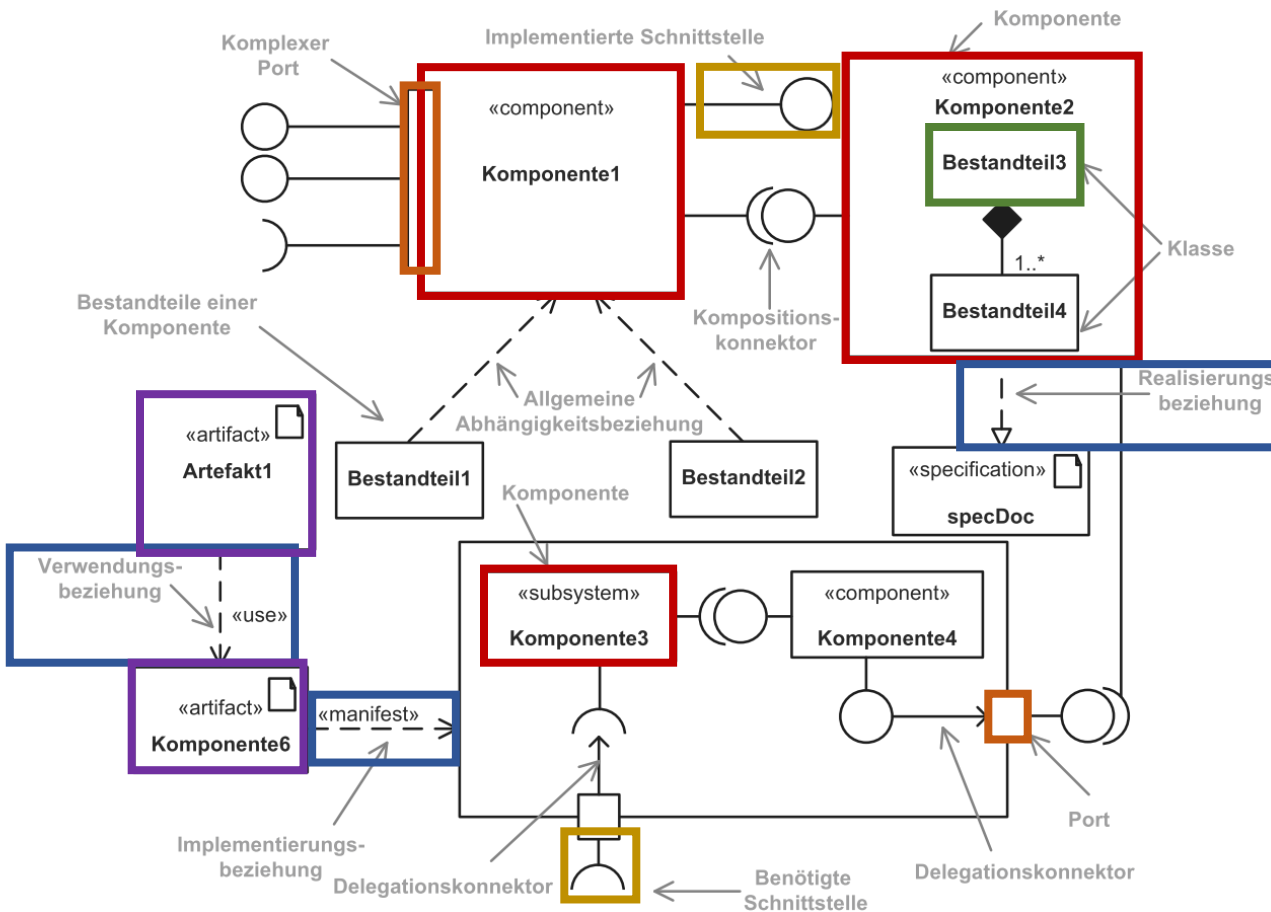 Komponente
Komplexer
Port
Implementierte Schnittstelle
«component»
Komponente1
«component»
Komponente2
Bestandteil3
1..*
Bestandteil4
Klasse
Bestandteile einer
Komponente
Kompositions-
konnektor
Allgemeine
Abhängigkeitsbeziehung
Realisierungs
beziehung
«artifact»
Artefakt1
Bestandteil1
Bestandteil2
«specification»
specDoc
Komponente
Verwendungs-
beziehung
«use»
«subsystem»
Komponente3
«component»
Komponente4
«artifact»
Komponente6
«manifest»
Implementierungs-
beziehung
Delegationskonnektor
Benötigte
Schnittstelle
Port
Delegationskonnektor